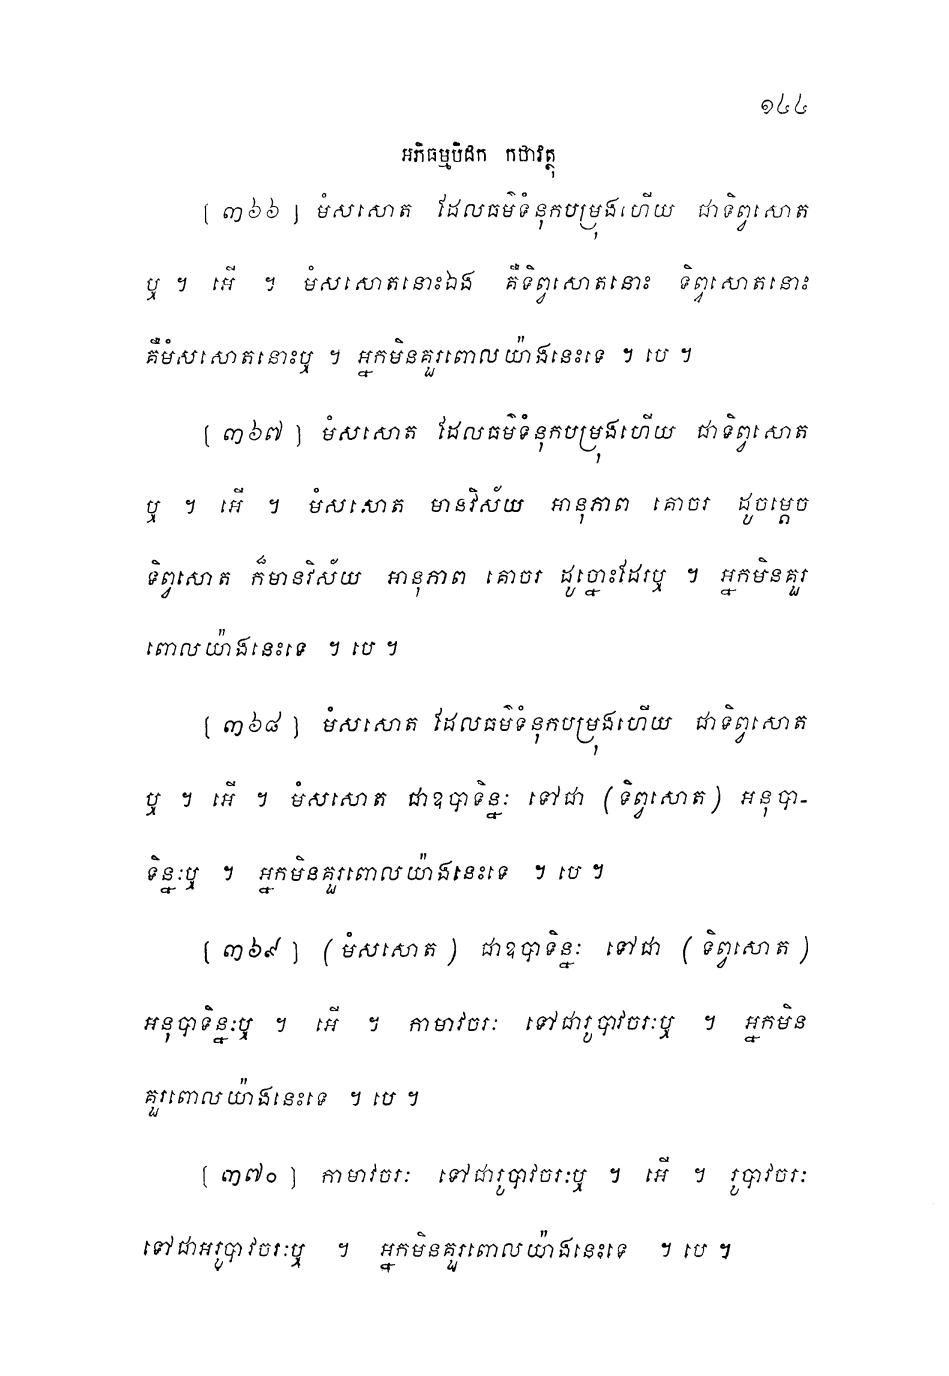 ១៤៤
អភិធម្មបិដក កថាវត្ថុ
[ ៣៦៦ ] មំសសោត ដែលធម៌ទំនុកបម្រុងហើយ ជាទិព្វសោត
ឬ ។ អើ ។ មំសសោតនោះឯង គឺទិព្វសោតនោះ ទិព្វសោតនោះ
គឺមំសសោតនោះឬ ។ អ្នកមិនគួរពោលយ៉ាងនេះទេ ។ បេ ។
[ ៣៦៧ ] មំសសោត ដែលធម៌ទំនុកបម្រុងហើយ ជាទិព្វសោត
ឬ ។ អើ ។ មំសសោត មានវិស័យ អានុភាព គោចរ ដូចម្តេច
ទិព្វសោត ក៏មានវិស័យ អានុភាព គោចរ ដូច្នោះដែរឬ ។ អ្នកមិនគួរ
ពោលយ៉ាងនេះទេ ។ បេ ។
[ ៣៦៨ ] មំសសោត ដែលធម៌ទំនុកបម្រុងហើយ ជាទិព្វសោត
ឬ ។ អើ ។ មំសសោត ជាឧបាទិន្នៈ ទៅជា (ទិព្វសោត) អនុបា-
ទិន្នៈឬ ។ អ្នកមិនគួរពោលយ៉ាងនេះទេ ។ បេ ។
[ ៣៦៩ ] (មំសសោត) ជាឧបាទិន្នៈ ទៅជា (ទិព្វសោត)
អនុបាទិន្នៈឬ ។ អើ ។ កាមាវចរៈ ទៅជារូបាវចរៈឬ ។ អ្នកមិន
គួរពោលយ៉ាងនេះទេ ។ បេ ។
[ ៣៧០ ] កាមាវចរៈ ទៅជារូបាវចរៈឬ ។ អើ ។ រូបាវចរៈ
ទៅជាអរូបាវចរៈឬ ។ អ្នកមិនគួរពោលយ៉ាងនេះទេ ។ បេ ។